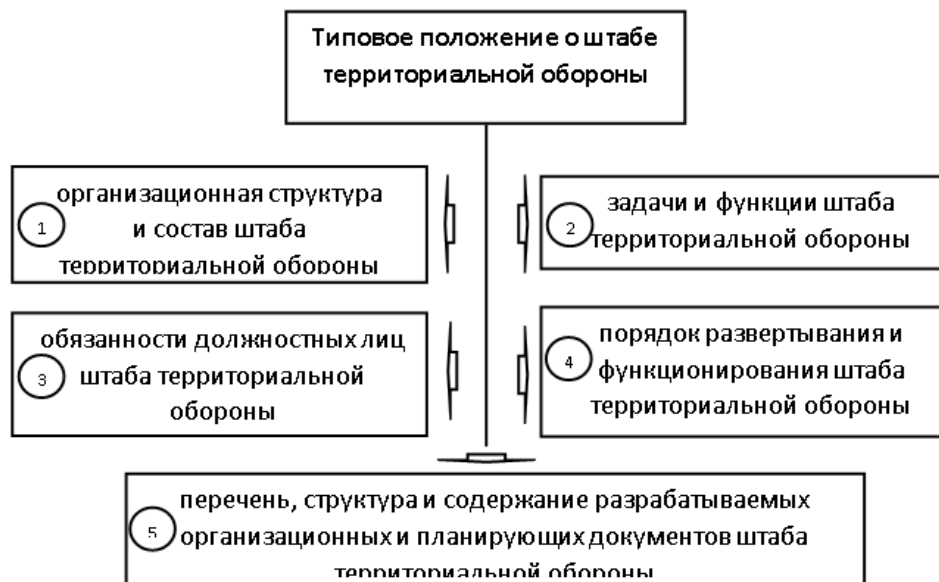 Типовое положение о штабе
территориальной обороны
организационная структура
1
и состав штаба
территориальной обороны
задачи и функции штаба
2
территориальной обороны
обязанности должностных лиц
3
штаба территориальной
обороны
порядок развертывания и
4
функционирования штаба
территориальной обороны
перечень, структура и содержание разрабатываемых
5
организационных и планирующих документов штаба
территориальной обороны